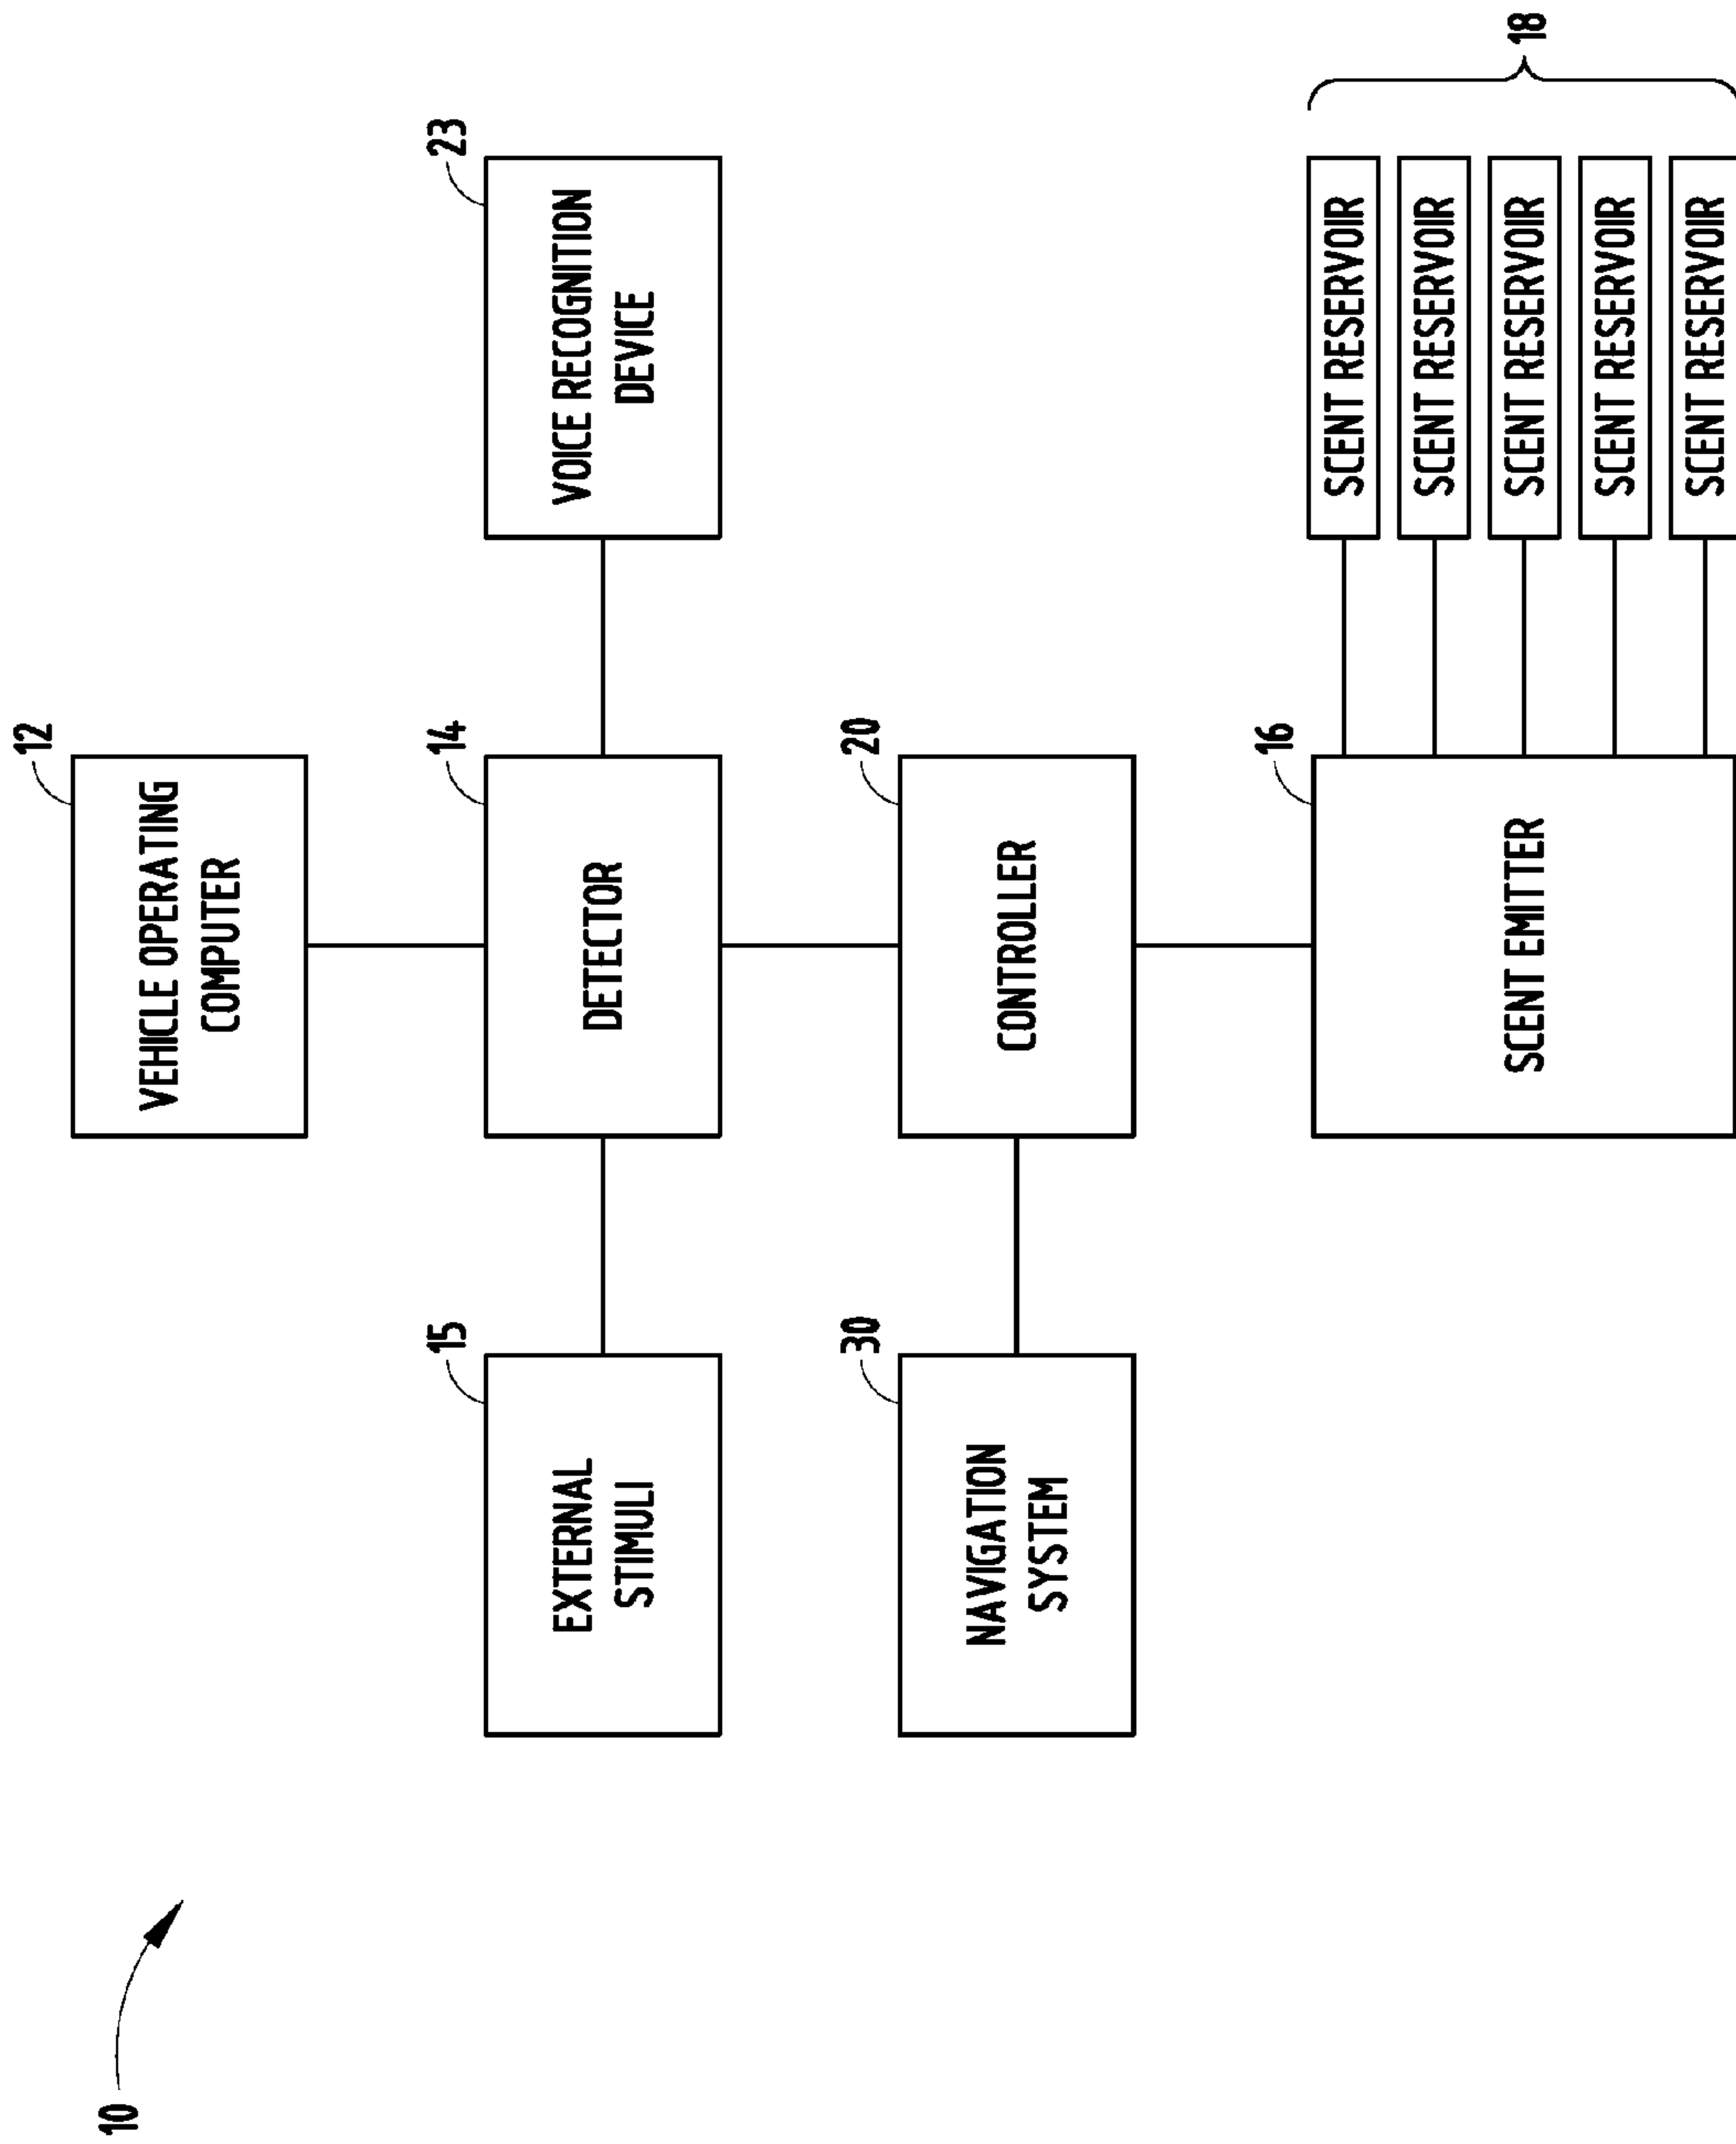 10
12
VEHICLE OPERATING
COMPUTER
15
EXTERNAL
STIMULI
14
DETECTOR
23
VOICE RECOGNITION
DEVICE
30
NAVIGATION
SYSTEM
20
CONTROLLER
16
SCENT EMITTER
SCENT RESERVOIR
SCENT RESERVOIR
SCENT RESERVOIR
SCENT RESERVOIR
SCENT RESERVOIR
18